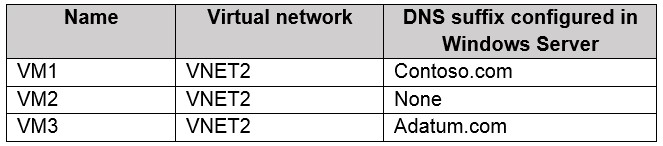 Name Virtual network DNS suffix configured in
Windows Server
VM1 VNET2 Contoso.com
VM2 VNET2 None
VM3 VNET2 Adatum.com